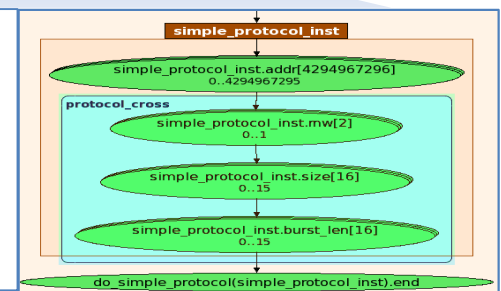 simple_protocol_inst
simple_protocol_inst.addr[4294967296]
0..4294967295
protocol_cross
simple_protocol_inst.rnw[2]
0..1
simple_protocol_inst.size[16]
0..15
simple_protocol_inst.burst_len[16]
0..15
do_simple_protocol(simple_protocol_inst).end